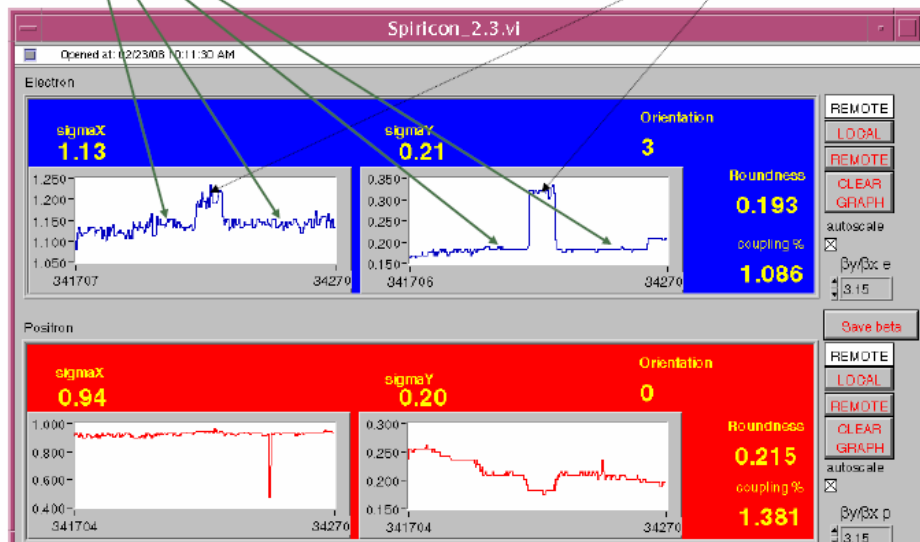 Spiricon_2.3.vi
Opened at: 02/23/06 10:11:30 AM
Electron
sigmaX
1.13
sigmaY
0.21
Orientation
3
Roundness
0.193
coupling %
1.086
1.250
1.200
1.150
1.100
1.050
341707
34270
0.350
0.300
0.250
0.200
0.150
341706
34270
REMOTE
LOCAL
REMOTE
CLEAR
GRAPH
autoscale
βy/βx e
3.15
Save beta
Positron
sigmaX
0.94
sigmaY
0.20
Orientation
0
Roundness
0.215
coupling %
1.381
1.000
0.800
0.600
0.400
341704
34270
0.300
0.250
0.200
0.150
341704
34270
REMOTE
LOCAL
REMOTE
CLEAR
GRAPH
autoscale
βy/βx p
3.15